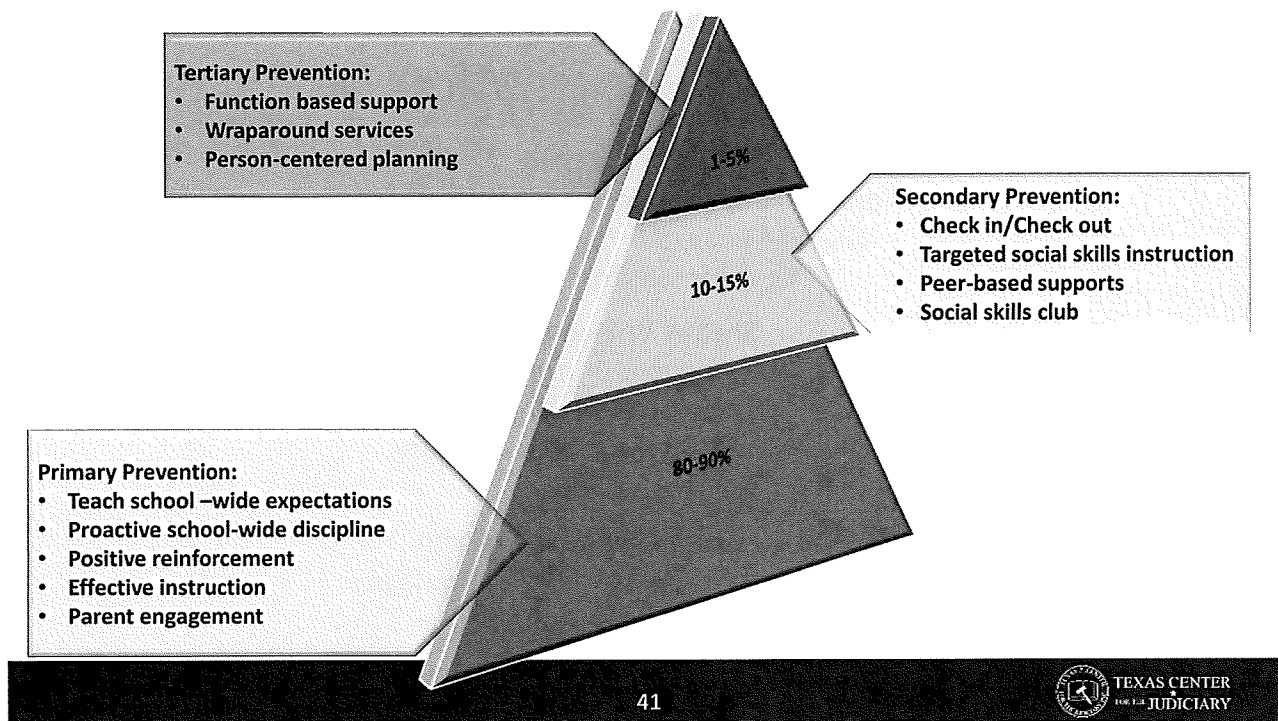 Tertiary Prevention:
• Function based support
• Wraparound services
• Person-centered planning
1-5%
Secondary Prevention:
• Check in/Check out
• Targeted social skills instruction
• Peer-based supports
• Social skills club
10-15%
80-90%
Primary Prevention:
• Teach school –wide expectations
• Proactive school-wide discipline
• Positive reinforcement
• Effective instruction
• Parent engagement
41
TEXAS CENTER
FOR THE JUDICIARY